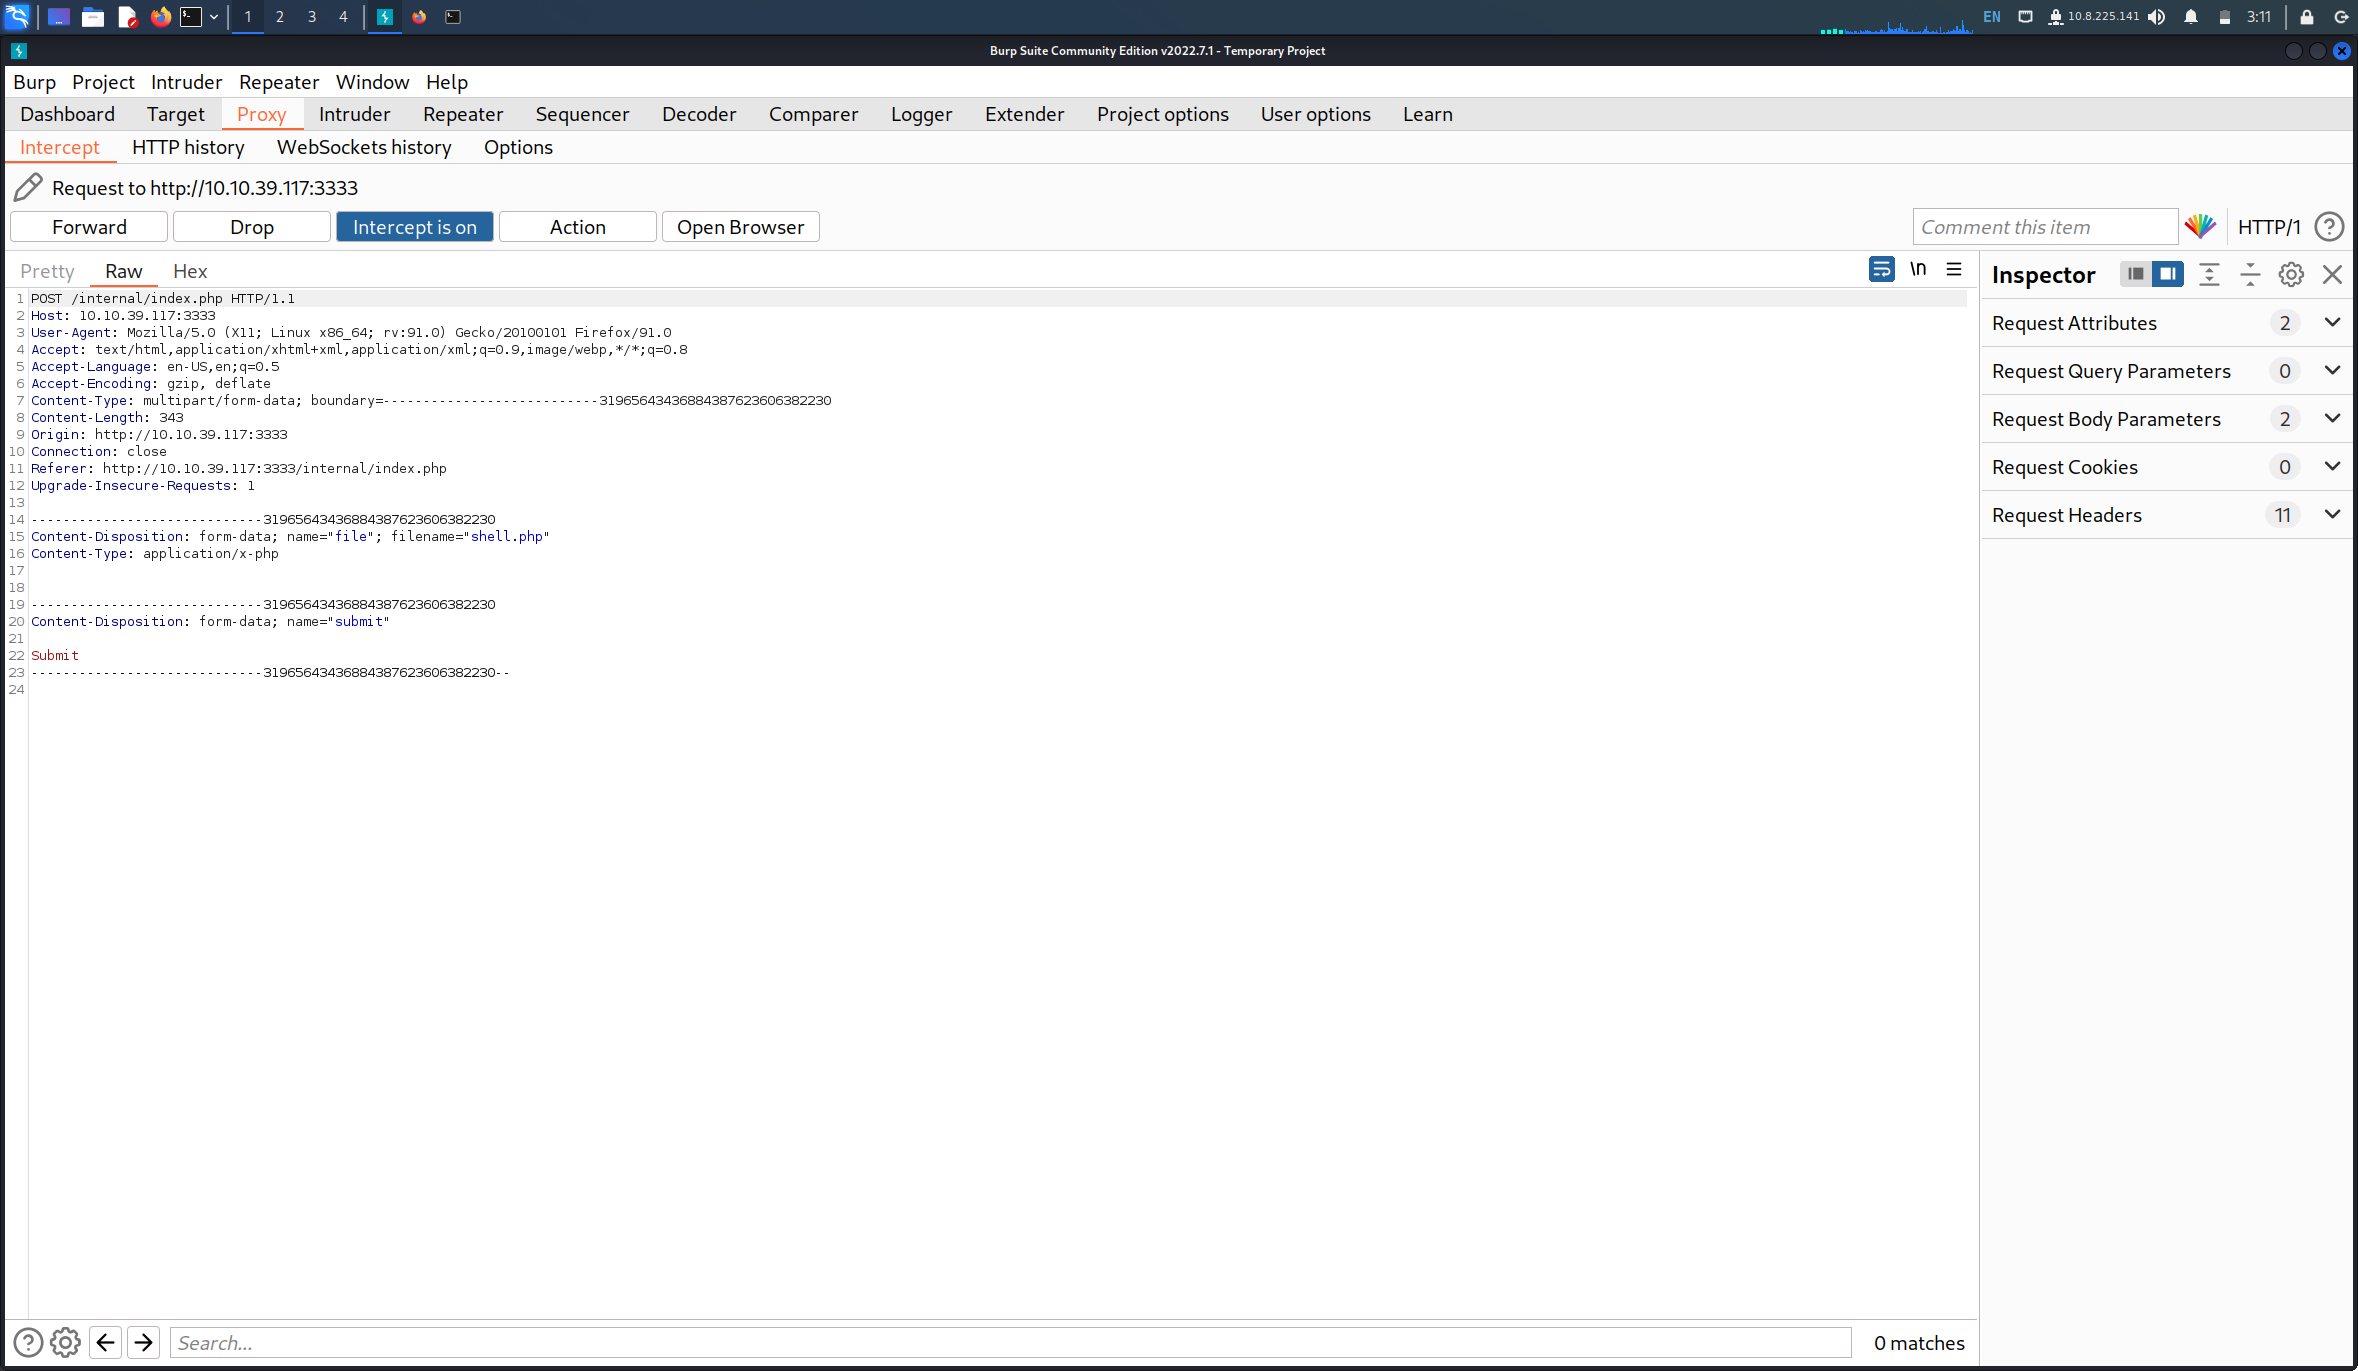 1 2 3 4 EN 10.8.225.141 3:11
Burp Suite Community Edition v2022.7.1 - Temporary Project
Burp Project Intruder Repeater Window Help
Dashboard Target Proxy Intruder Repeater Sequencer Decoder Comparer Logger Extender Project options User options Learn
Intercept HTTP history WebSockets history Options
Request to http://10.10.39.117:3333
Forward Drop Intercept is on Action Open Browser Comment this item HTTP/1 ?
Pretty Raw Hex \n
1 POST /internal/index.php HTTP/1.1
2 Host: 10.10.39.117:3333
3 User-Agent: Mozilla/5.0 (X11; Linux x86_64; rv:91.0) Gecko/20100101 Firefox/91.0
4 Accept: text/html,application/xhtml+xml,application/xml;q=0.9,image/webp,*/*;q=0.8
5 Accept-Language: en-US,en;q=0.5
6 Accept-Encoding: gzip, deflate
7 Content-Type: multipart/form-data; boundary=---------------------------31965643436884387623606382230
8 Content-Length: 343
9 Origin: http://10.10.39.117:3333
10 Connection: close
11 Referer: http://10.10.39.117:3333/internal/index.php
12 Upgrade-Insecure-Requests: 1
13
14 -----------------------------31965643436884387623606382230
15 Content-Disposition: form-data; name="file"; filename="shell.php"
16 Content-Type: application/x-php
17
18
19 -----------------------------31965643436884387623606382230
20 Content-Disposition: form-data; name="submit"
21
22 Submit
23 -----------------------------31965643436884387623606382230--
24
Inspector
Request Attributes 2
Request Query Parameters 0
Request Body Parameters 2
Request Cookies 0
Request Headers 11
? Search... 0 matches